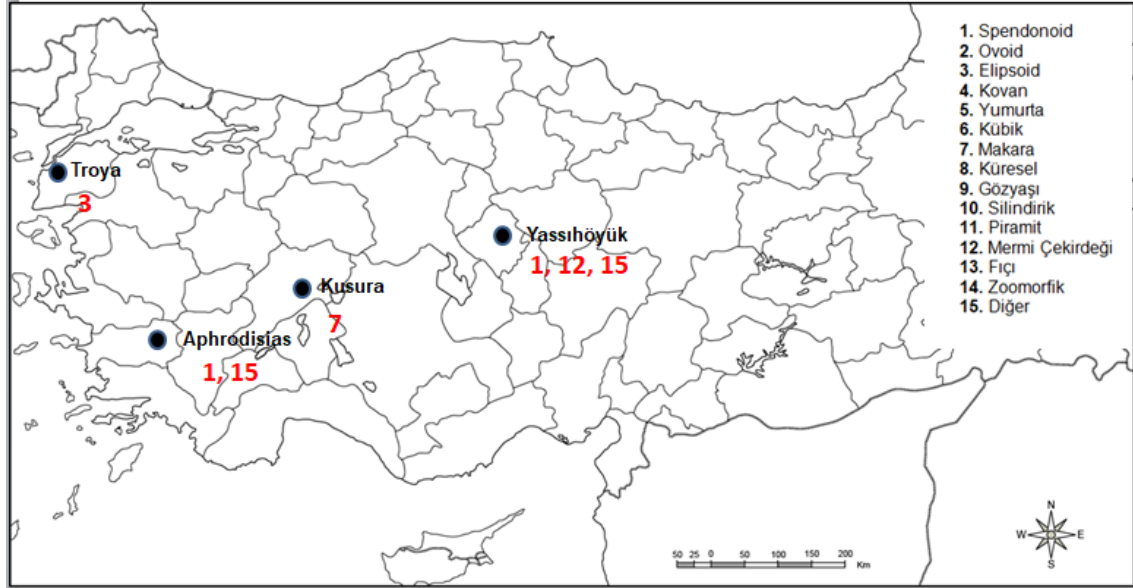 1. Spendonoid
2. Ovoid
3. Elipsoid
4. Kovan
5. Yumurta
6. Kübik
7. Makara
8. Küresel
9. Gözyaşı
10. Silindirik
11. Piramit
12. Mermi Çekirdeği
13. Fıçı
14. Zoomorfik
15. Diğer
Troya
3
Yassıhöyük
1, 12, 15
Kusura
7
Aphrodisias
1, 15
N
W E
S
50 25 0 50 100 150 200
Km